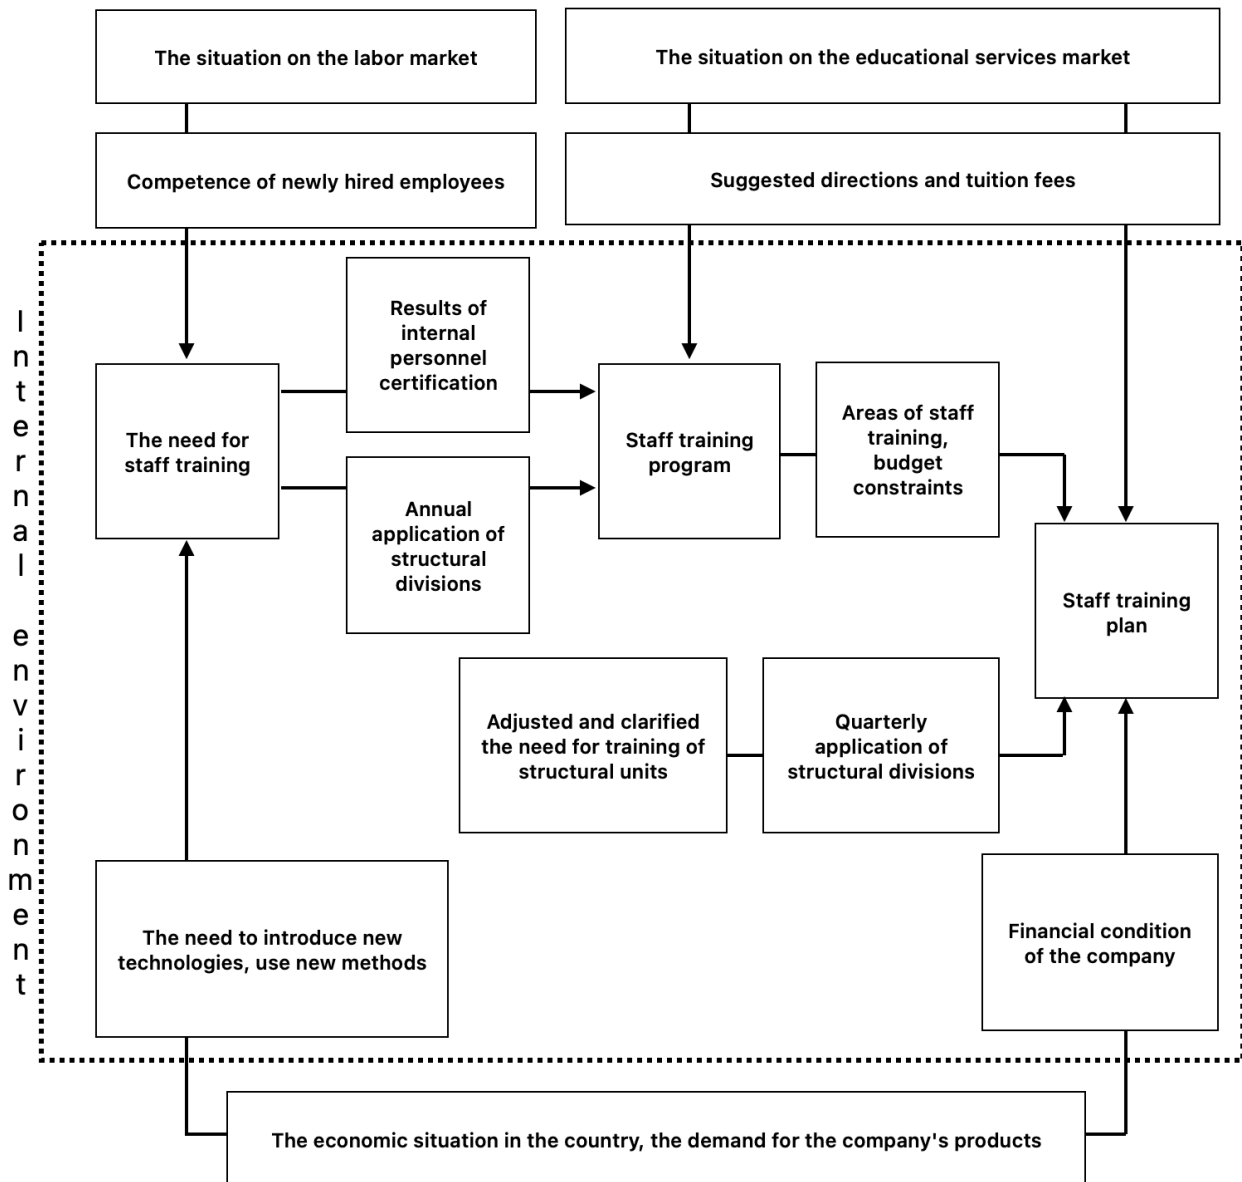 The situation on the labor market
The situation on the educational services market
Competence of newly hired employees
Suggested directions and tuition fees
Internal environment
Results of
internal
personnel
certification
The need for
staff training
Annual
application of
structural
divisions
Staff training
program
Areas of staff
training,
budget
constraints
Staff training
plan
Adjusted and clarified
the need for training of
structural units
Quarterly
application of
structural divisions
The need to introduce new
technologies, use new methods
Financial condition
of the company
The economic situation in the country, the demand for the company's products